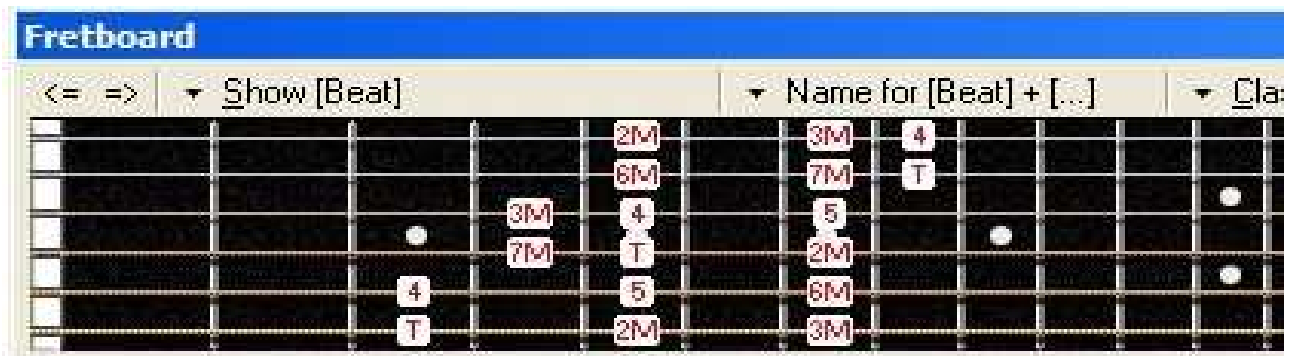 Fretboard
<= => Show [Beat] Name for [Beat] + [...] Cla
2M 3M 4
6M 7M T
3M 4 5
7M T 2M
4 5 6M
T 2M 3M